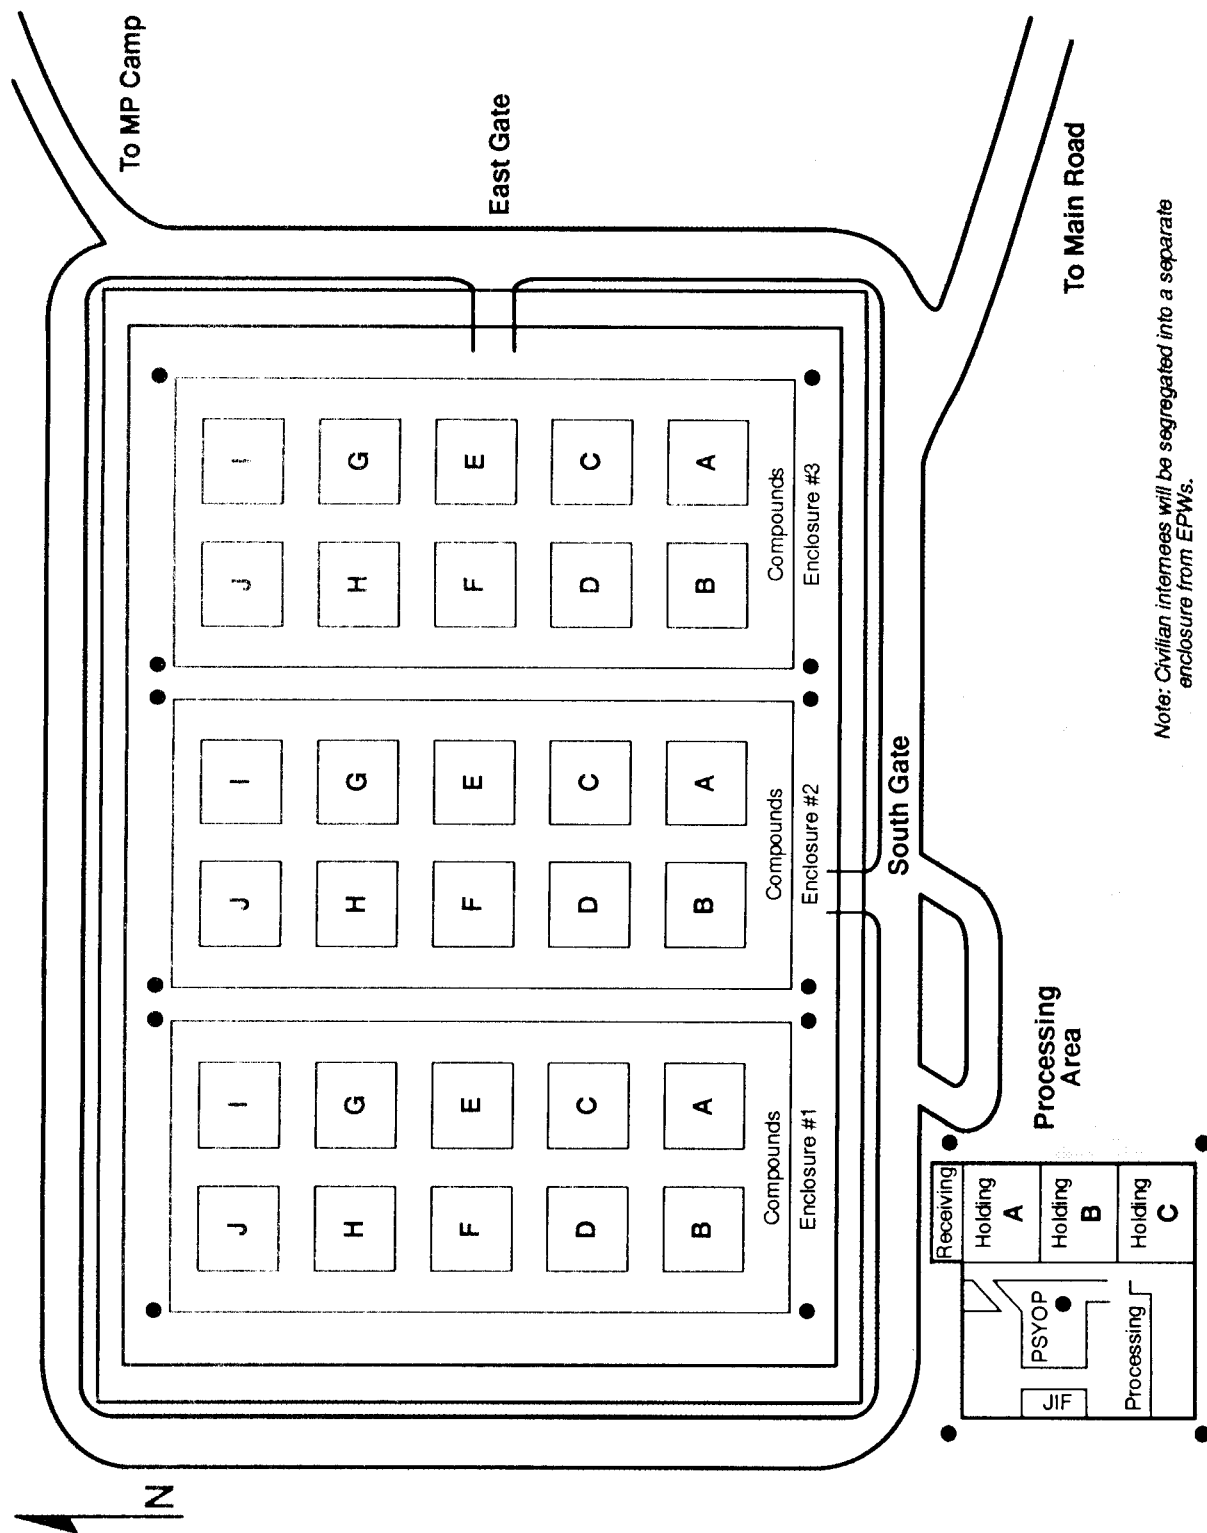 N
To MP Camp
East Gate
J
I
H
G
F
E
D
C
B
A
Compounds
Enclosure #1
J
I
H
G
F
E
D
C
B
A
Compounds
Enclosure #2
J
I
H
G
F
E
D
C
B
A
Compounds
Enclosure #3
South Gate
To Main Road
Processing
Area
Receiving
Holding
A
Holding
B
Holding
C
PSYOP
JIF
Processing
Note: Civilian internees will be segregated into a separate
enclosure from EPWs.